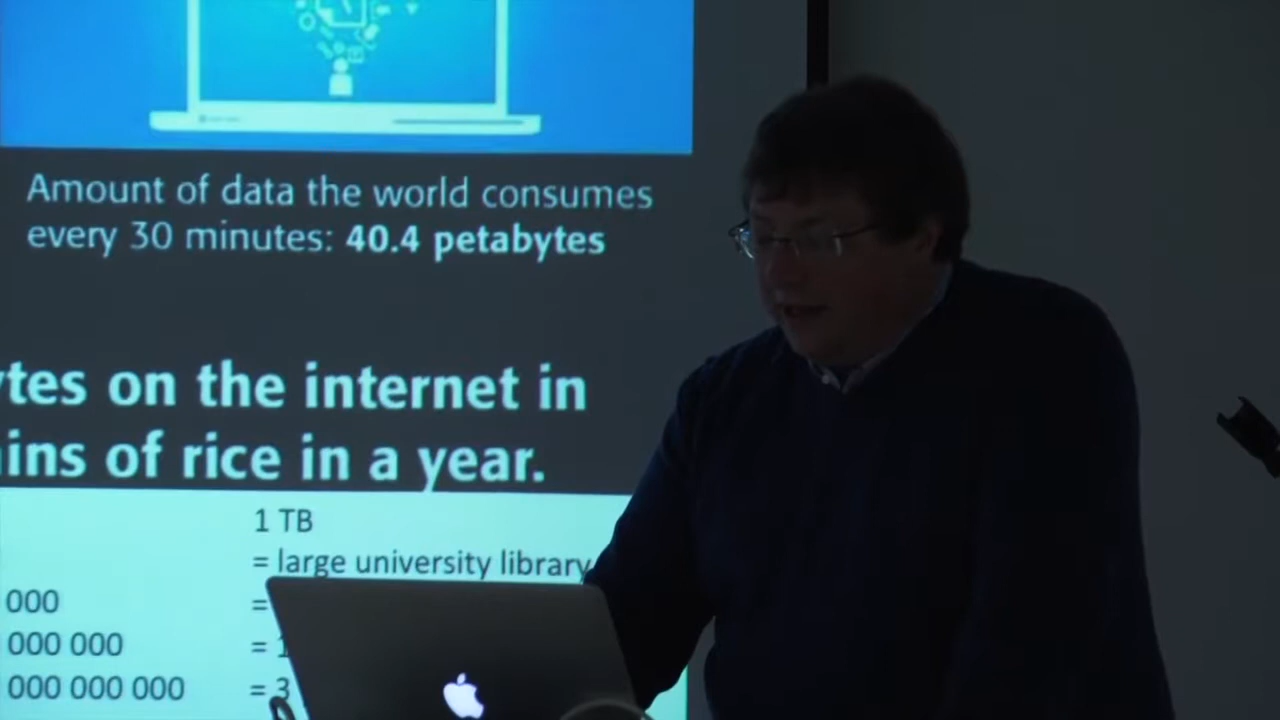 Amount of data the world consumes
every 30 minutes: 40.4 petabytes
tes on the internet in
ins of rice in a year.
1 TB
= large university library
000 =
000 000 =
000 000 000 = 3